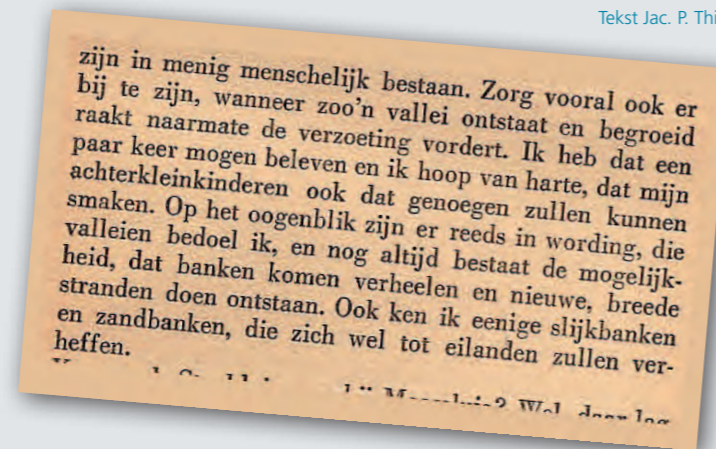 Tekst Jac. P. Thi
zijn in menig menschelijk bestaan. Zorg vooral ook er
bij te zijn, wanneer zoo'n vallei ontstaat en begroeid
raakt naarmate de verzoeting vordert. Ik heb dat een
paar keer mogen beleven en ik hoop van harte, dat mijn
achterkleinkinderen ook dat genoegen zullen kunnen
smaken. Op het oogenblik zijn er reeds in wording, die
valleien bedoel ik, en nog altijd bestaat de mogelijk-
heid, dat banken komen verheelen en nieuwe, breede
stranden doen ontstaan. Ook ken ik eenige slijkbanken
en zandbanken, die zich wel tot eilanden zullen ver-
heffen.
Wel, daar lag